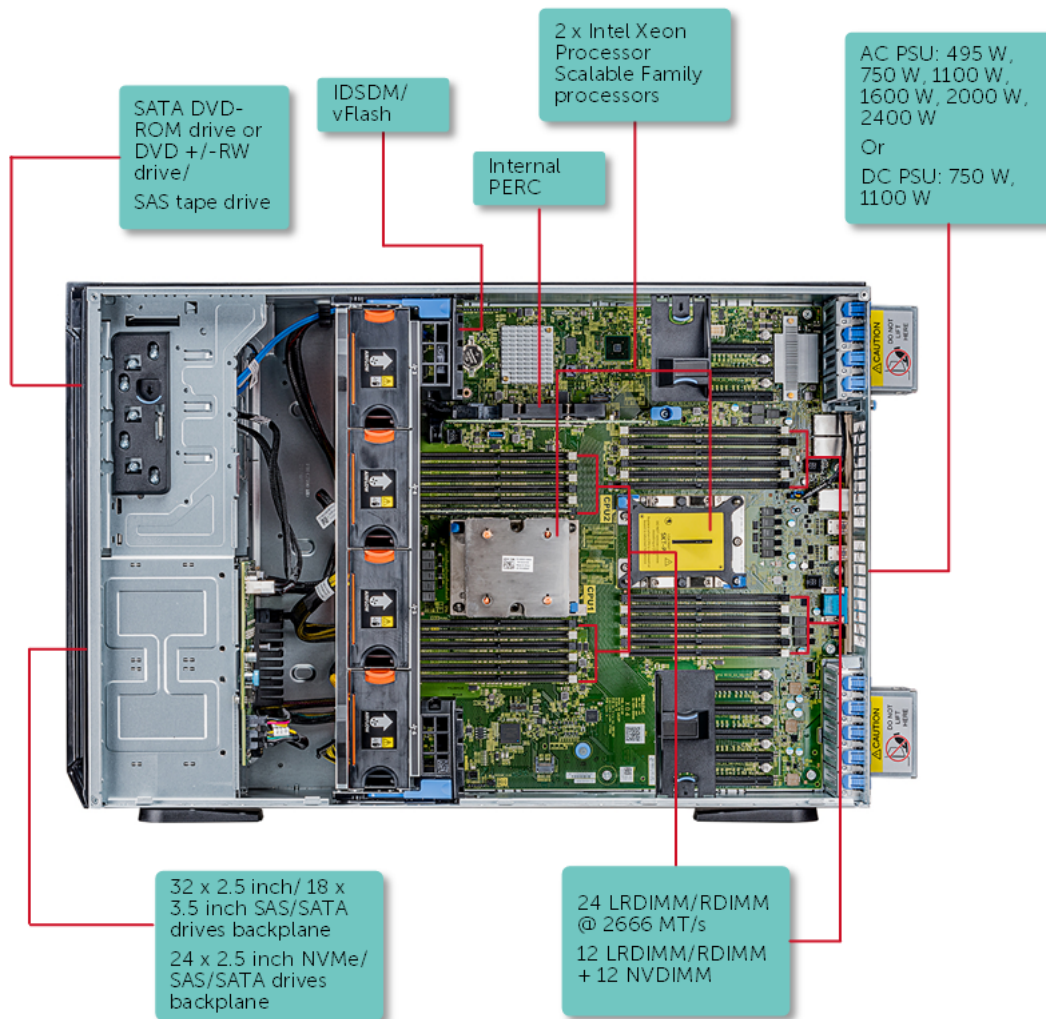 2 x Intel Xeon
Processor
Scalable Family
processors
AC PSU: 495 W,
750 W, 1100 W,
1600 W, 2000 W,
2400 W
Or
DC PSU: 750 W,
1100 W
SATA DVD-
ROM drive or
DVD +/-RW
drive/
SAS tape drive
IDSDM/
vFlash
Internal
PERC
CAUTION
DO NOT
LIFT
HERE
CPU2
CPU1
CAUTION
DO NOT
LIFT
HERE
32 x 2.5 inch/ 18 x
3.5 inch SAS/SATA
drives backplane
24 x 2.5 inch NVMe/
SAS/SATA drives
backplane
24 LRDIMM/RDIMM
@ 2666 MT/s
12 LRDIMM/RDIMM
+ 12 NVDIMM